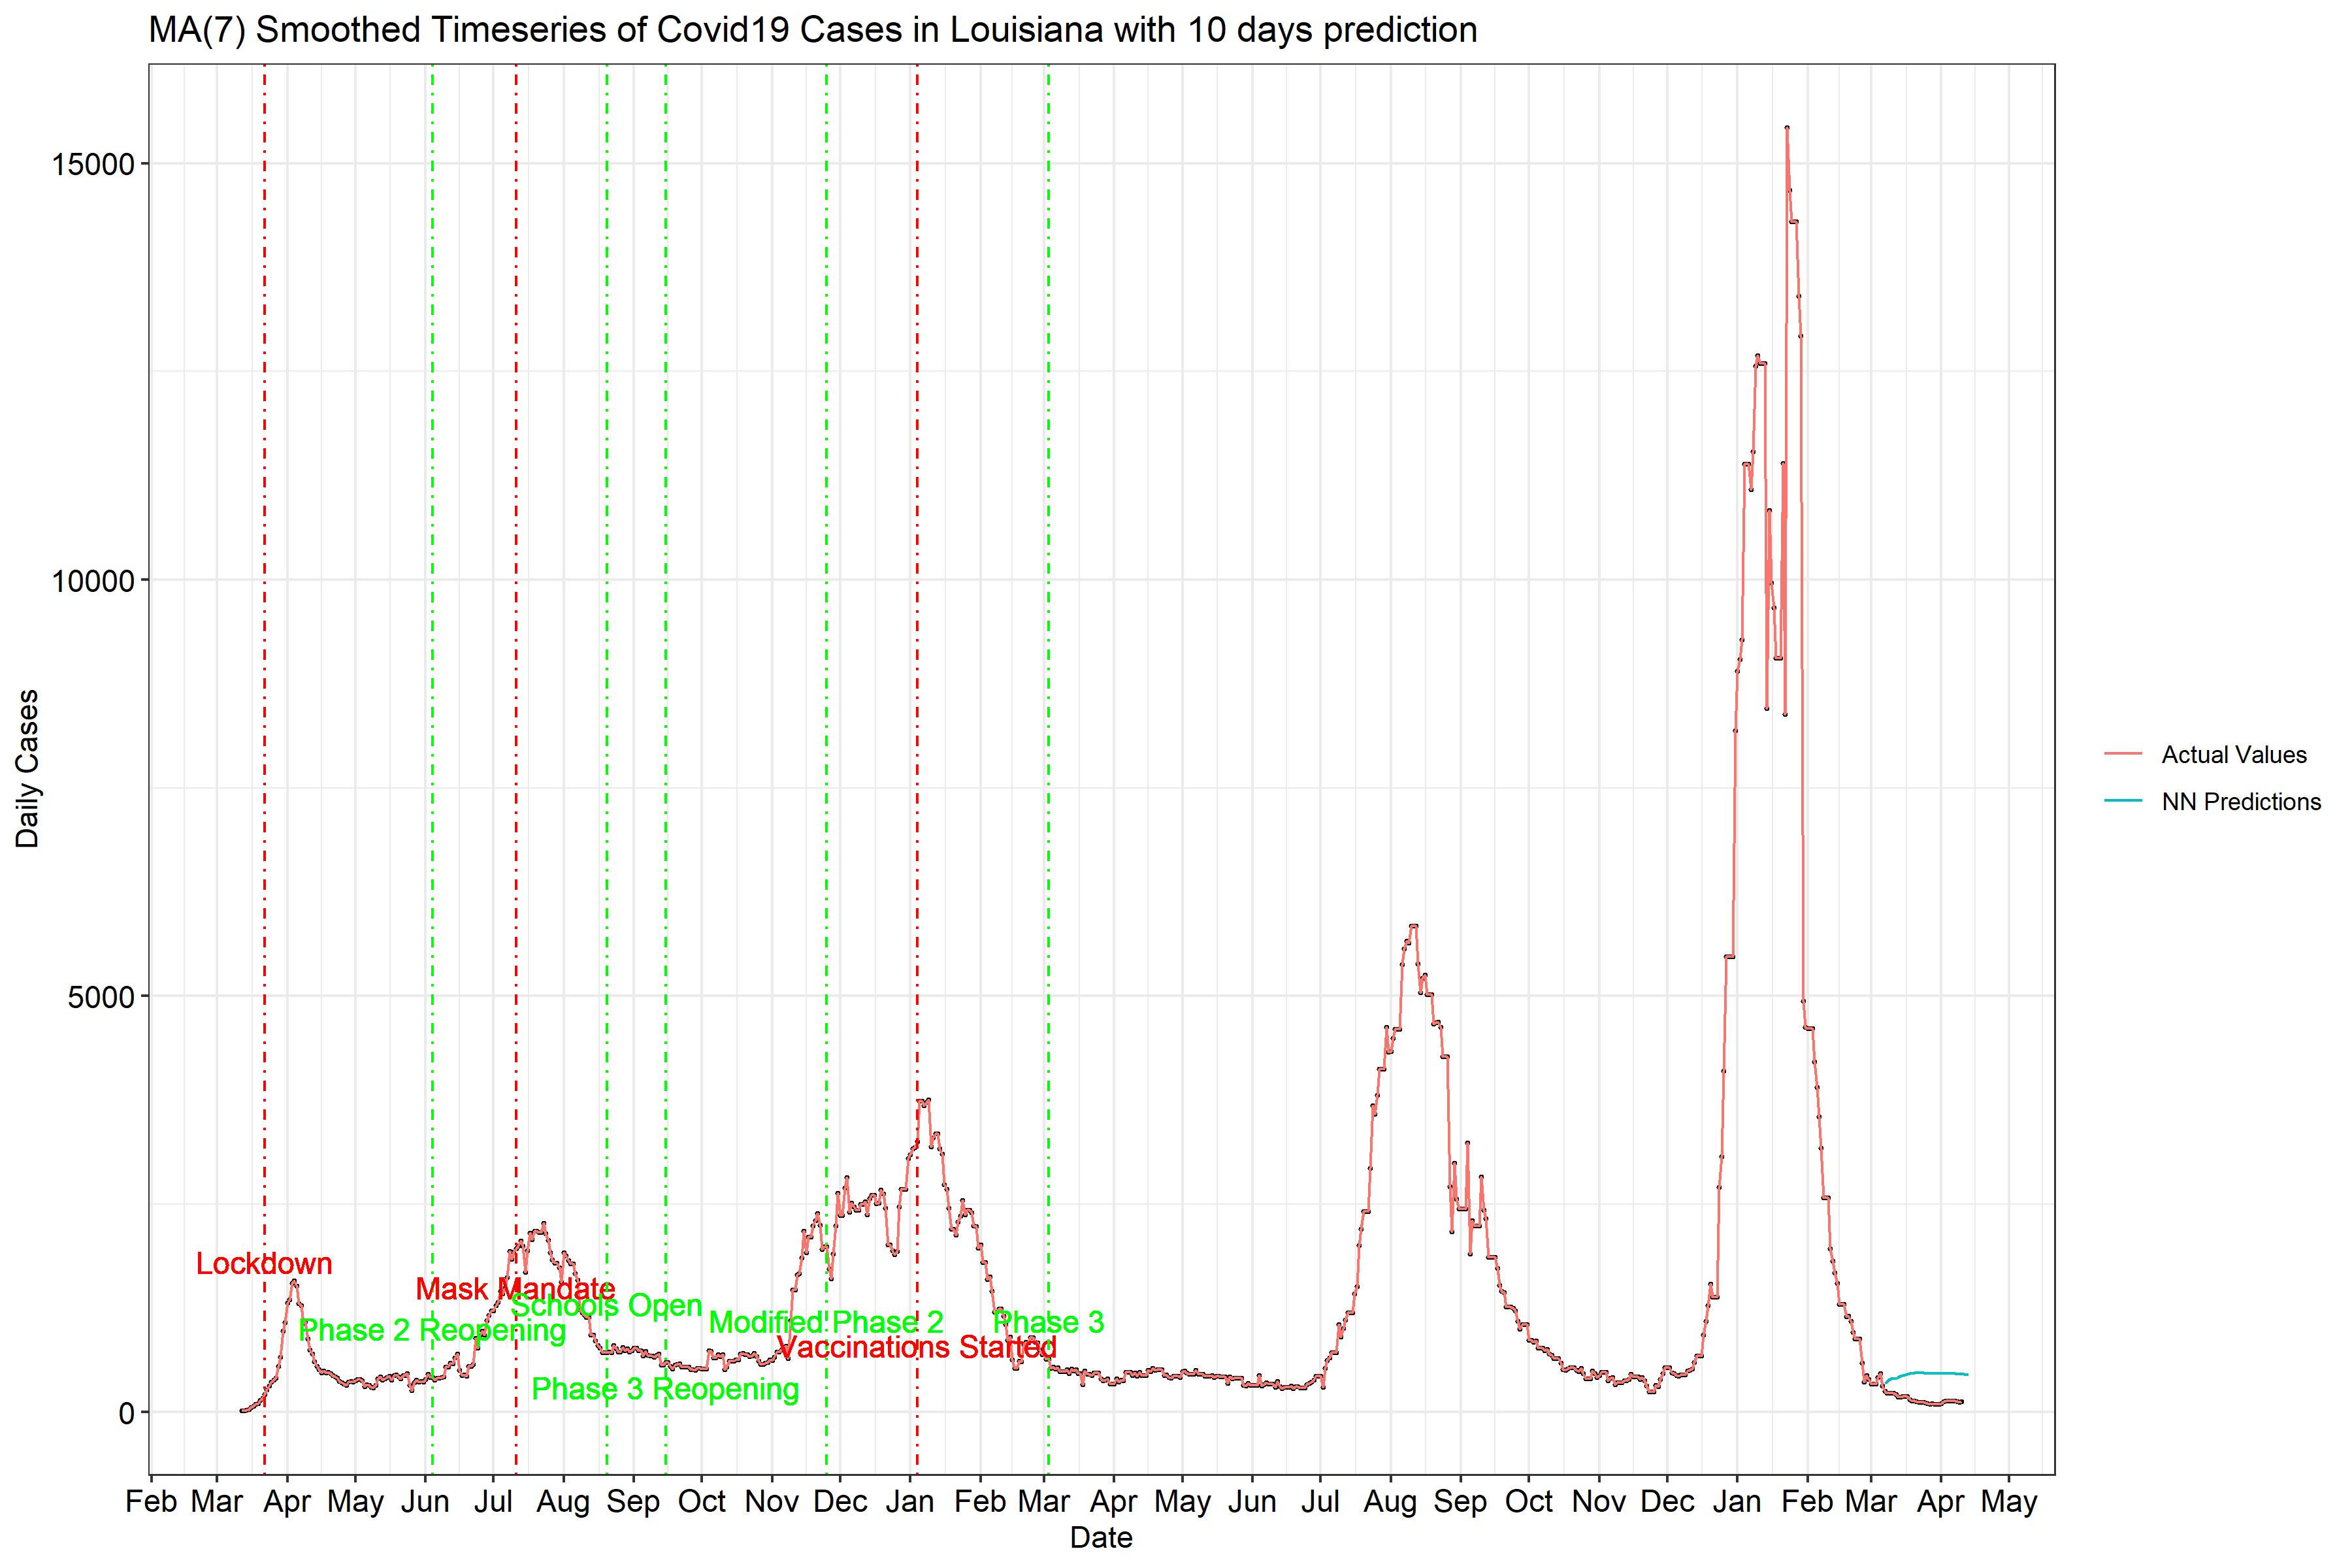 MA(7) Smoothed Timeseries of Covid19 Cases in Louisiana with 10 days prediction
15000
10000
5000
0
Daily Cases
Lockdown
Mask Mandate
Schools Open
Phase 2 Reopening
Modified Phase 2
Phase 3
Vaccinations Started
Phase 3 Reopening
Actual Values
NN Predictions
Feb Mar Apr May Jun Jul Aug Sep Oct Nov Dec Jan Feb Mar Apr May Jun Jul Aug Sep Oct Nov Dec Jan Feb Mar Apr May
Date